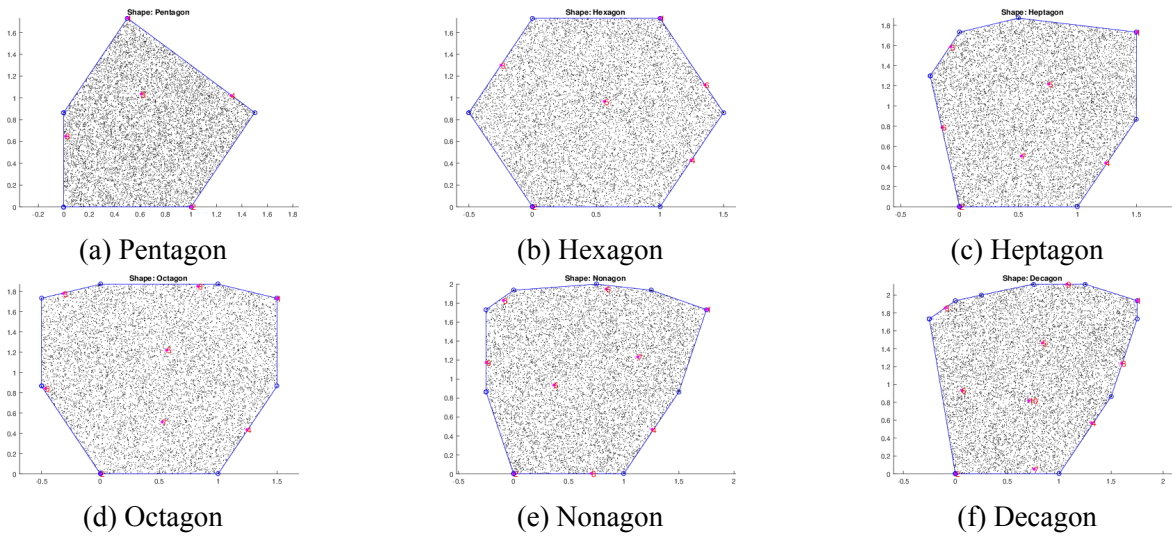 Shape: Pentagon Shape: Hexagon Shape: Heptagon
1.6 1.4 1.2 1 0.8 0.6 0.4 0.2 0
-0.2 0 0.2 0.4 0.6 0.8 1 1.2 1.4 1.6 1.8
1.6 1.4 1.2 1 0.8 0.6 0.4 0.2 0
-0.5 0 0.5 1 1.5
1.8 1.6 1.4 1.2 1 0.8 0.6 0.4 0.2 0
-0.5 0 0.5 1 1.5
(a) Pentagon (b) Hexagon (c) Heptagon
Shape: Octagon Shape: Nonagon Shape: Decagon
1.8 1.6 1.4 1.2 1 0.8 0.6 0.4 0.2 0
-0.5 0 0.5 1 1.5
2 1.8 1.6 1.4 1.2 1 0.8 0.6 0.4 0.2 0
-0.5 0 0.5 1 1.5 2
2 1.8 1.6 1.4 1.2 1 0.8 0.6 0.4 0.2 0
-0.5 0 0.5 1 1.5 2
(d) Octagon (e) Nonagon (f) Decagon